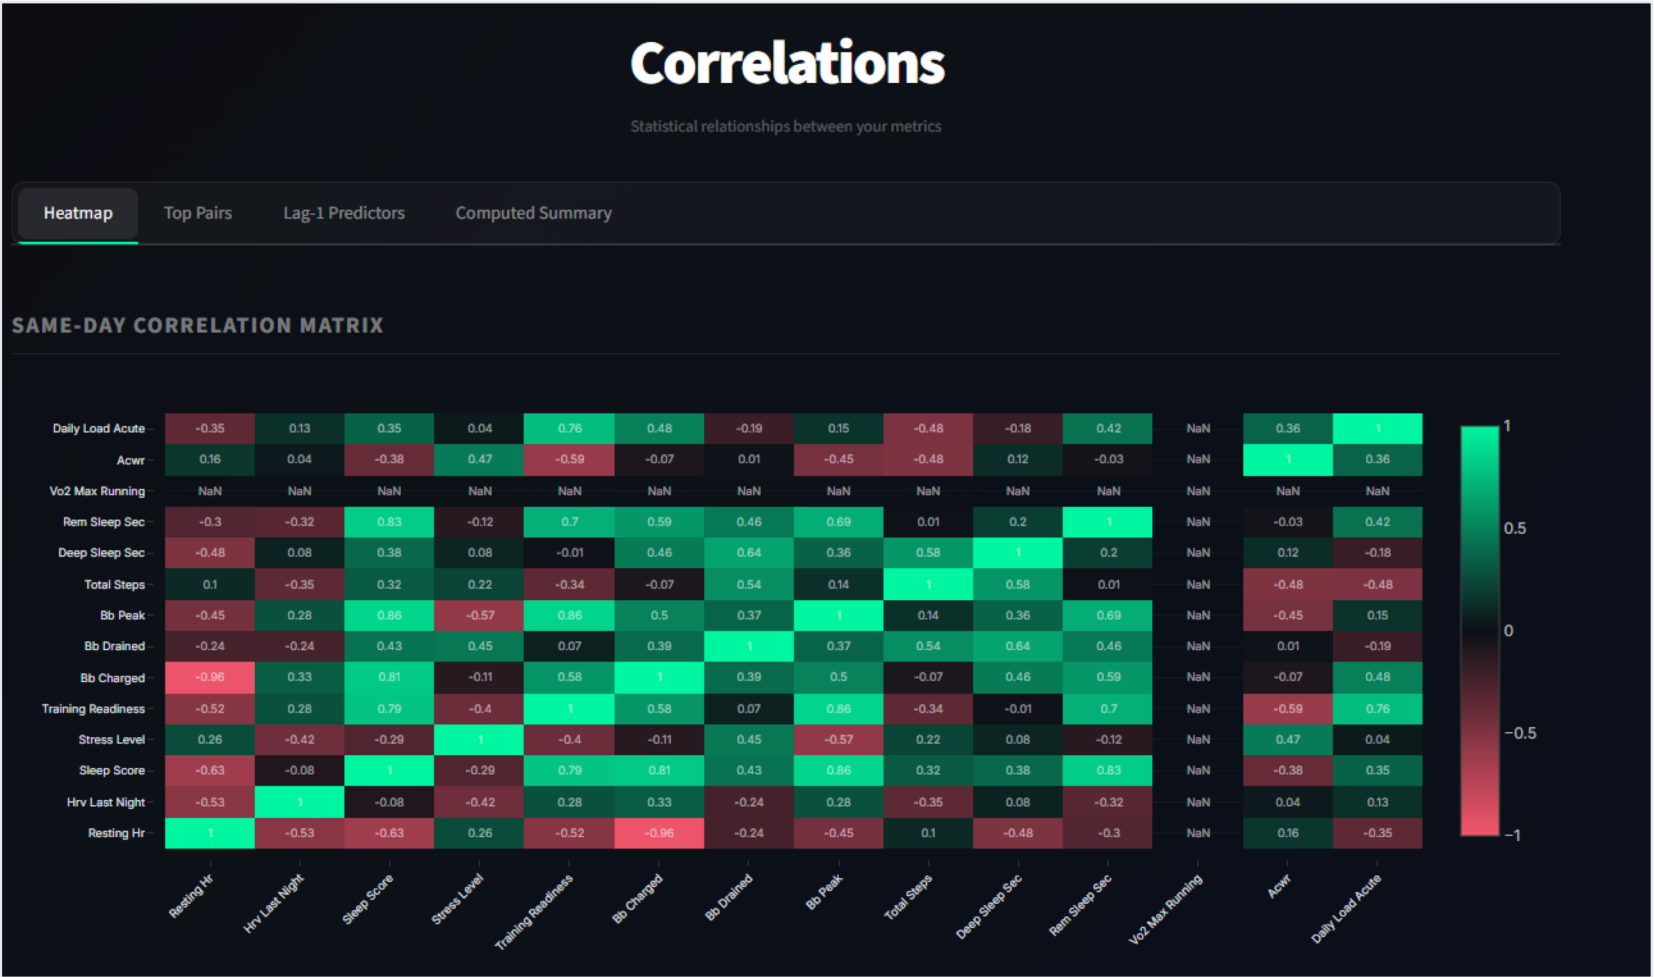 Correlations
Statistical relationships between your metrics
Heatmap Top Pairs Lag-1 Predictors Computed Summary
SAME-DAY CORRELATION MATRIX
Daily Load Acute -0.35 0.13 0.35 0.04 0.76 0.48 -0.19 0.15 -0.48 -0.18 0.42 NaN 0.36 1
Acwr 0.16 0.04 -0.38 0.47 -0.59 -0.07 0.01 -0.45 -0.48 0.12 -0.03 NaN 1 0.36
Vo2 Max Running NaN NaN NaN NaN NaN NaN NaN NaN NaN NaN NaN NaN NaN NaN
Rem Sleep Sec -0.3 -0.32 0.83 -0.12 0.7 0.59 0.46 0.69 0.01 0.2 1 NaN -0.03 0.42
Deep Sleep Sec -0.48 0.08 0.38 0.08 -0.01 0.46 0.64 0.36 0.58 1 0.2 NaN 0.12 -0.18
Total Steps 0.1 -0.35 0.32 0.22 -0.34 -0.07 0.54 0.14 1 0.58 0.01 NaN -0.48 -0.48
Bb Peak -0.45 0.28 0.86 -0.57 0.86 0.5 0.37 1 0.14 0.36 0.69 NaN -0.45 0.15
Bb Drained -0.24 -0.24 0.43 0.45 0.07 0.39 1 0.37 0.54 0.64 0.46 NaN 0.01 -0.19
Bb Charged -0.96 0.33 0.81 -0.11 0.58 1 0.39 0.5 -0.07 0.46 0.59 NaN -0.07 0.48
Training Readiness -0.52 0.28 0.79 -0.4 1 0.58 0.07 0.86 -0.34 -0.01 0.7 NaN -0.59 0.76
Stress Level 0.26 -0.42 -0.29 1 -0.4 -0.11 0.45 -0.57 0.22 0.08 -0.12 NaN 0.47 0.04
Sleep Score -0.63 -0.08 1 -0.29 0.79 0.81 0.43 0.86 0.32 0.38 0.83 NaN -0.38 0.35
Hrv Last Night -0.53 1 -0.08 -0.42 0.28 0.33 -0.24 0.28 -0.35 0.08 -0.32 NaN 0.04 0.13
Resting Hr 1 -0.53 -0.63 0.26 -0.52 -0.96 -0.24 -0.45 0.1 -0.48 -0.3 NaN 0.16 -0.35
Resting Hr Hrv Last Night Sleep Score Stress Level Training Readiness Bb Charged Bb Drained Bb Peak Total Steps Deep Sleep Sec Rem Sleep Sec Vo2 Max Running Acwr Daily Load Acute
1
0.5
0
−0.5
−1